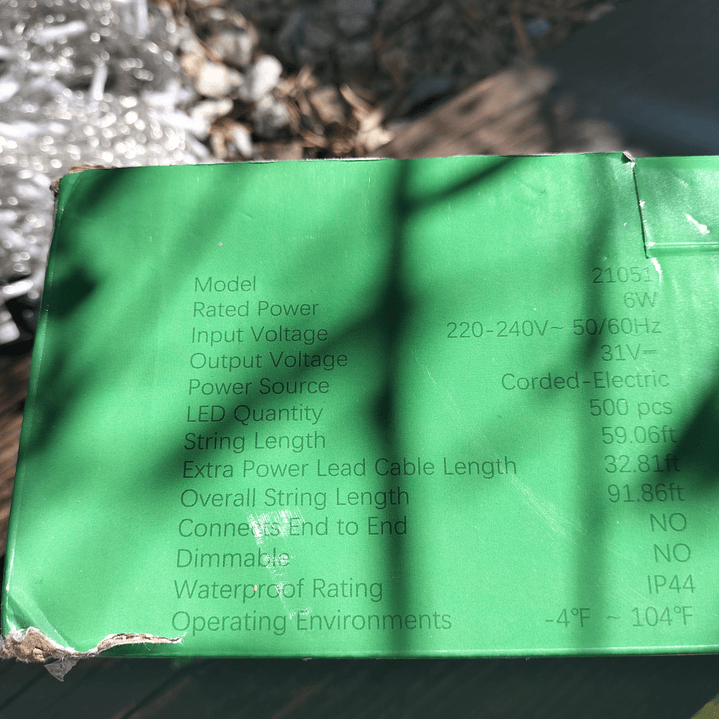 Model 21051
Rated Power 6W
Input Voltage 220-240V~ 50/60Hz
Output Voltage 31V⎓
Power Source Corded-Electric
LED Quantity 500 pcs
String Length 59.06ft
Extra Power Lead Cable Length 32.81ft
Overall String Length 91.86ft
Connects End to End NO
Dimmable NO
Waterproof Rating IP44
Operating Environments -4°F ~ 104°F